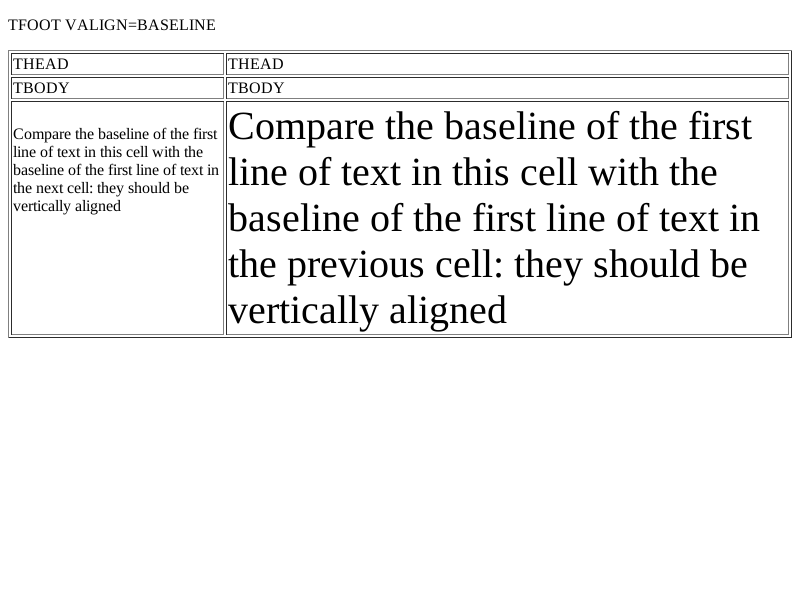 TFOOT VALIGN=BASELINE
THEAD THEAD
TBODY TBODY
Compare the baseline of the first
line of text in this cell with the
baseline of the first line of text in
the next cell: they should be
vertically aligned
Compare the baseline of the first
line of text in this cell with the
baseline of the first line of text in
the previous cell: they should be
vertically aligned